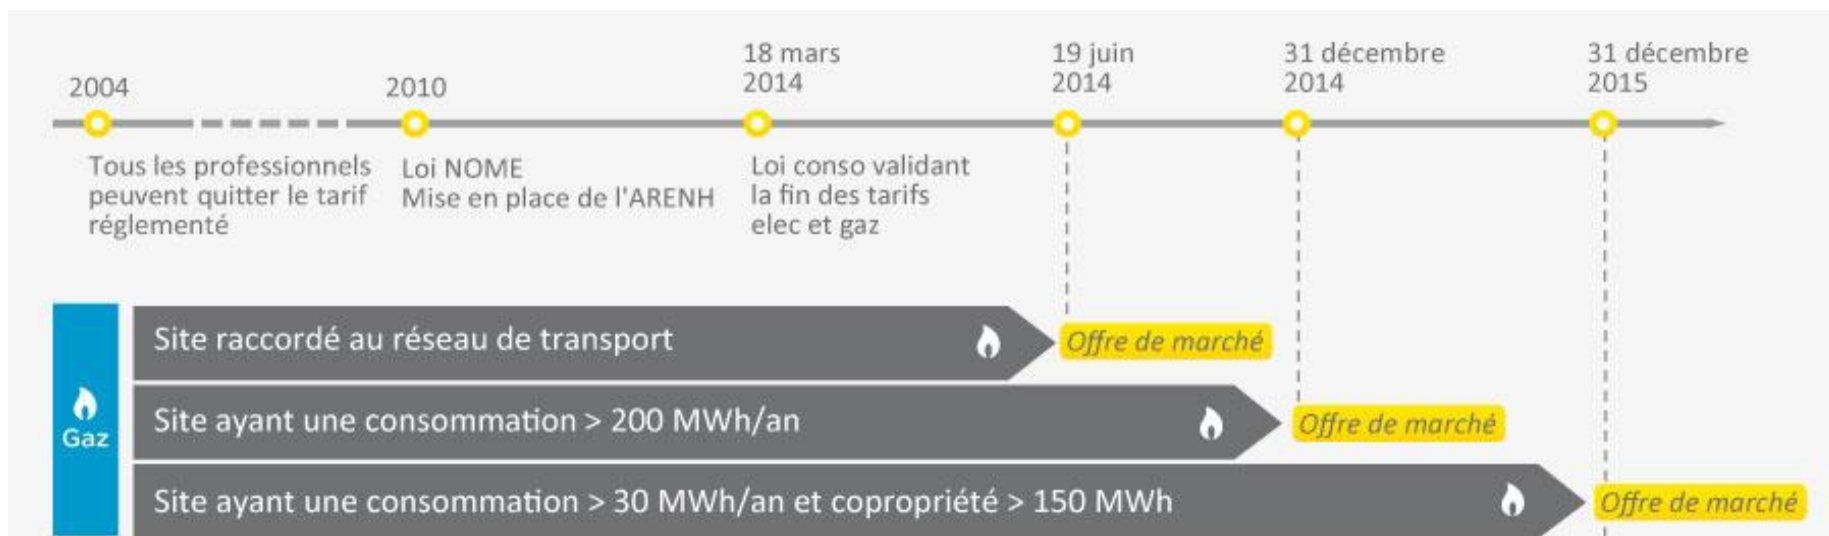 2004
2010
18 mars
2014
19 juin
2014
31 décembre
2014
31 décembre
2015
Tous les professionnels
peuvent quitter le tarif
réglementé
Loi NOME
Mise en place de l'ARENH
Loi conso validant
la fin des tarifs
elec et gaz
Gaz
Site raccordé au réseau de transport
Offre de marché
Site ayant une consommation > 200 MWh/an
Offre de marché
Site ayant une consommation > 30 MWh/an et copropriété > 150 MWh
Offre de marché